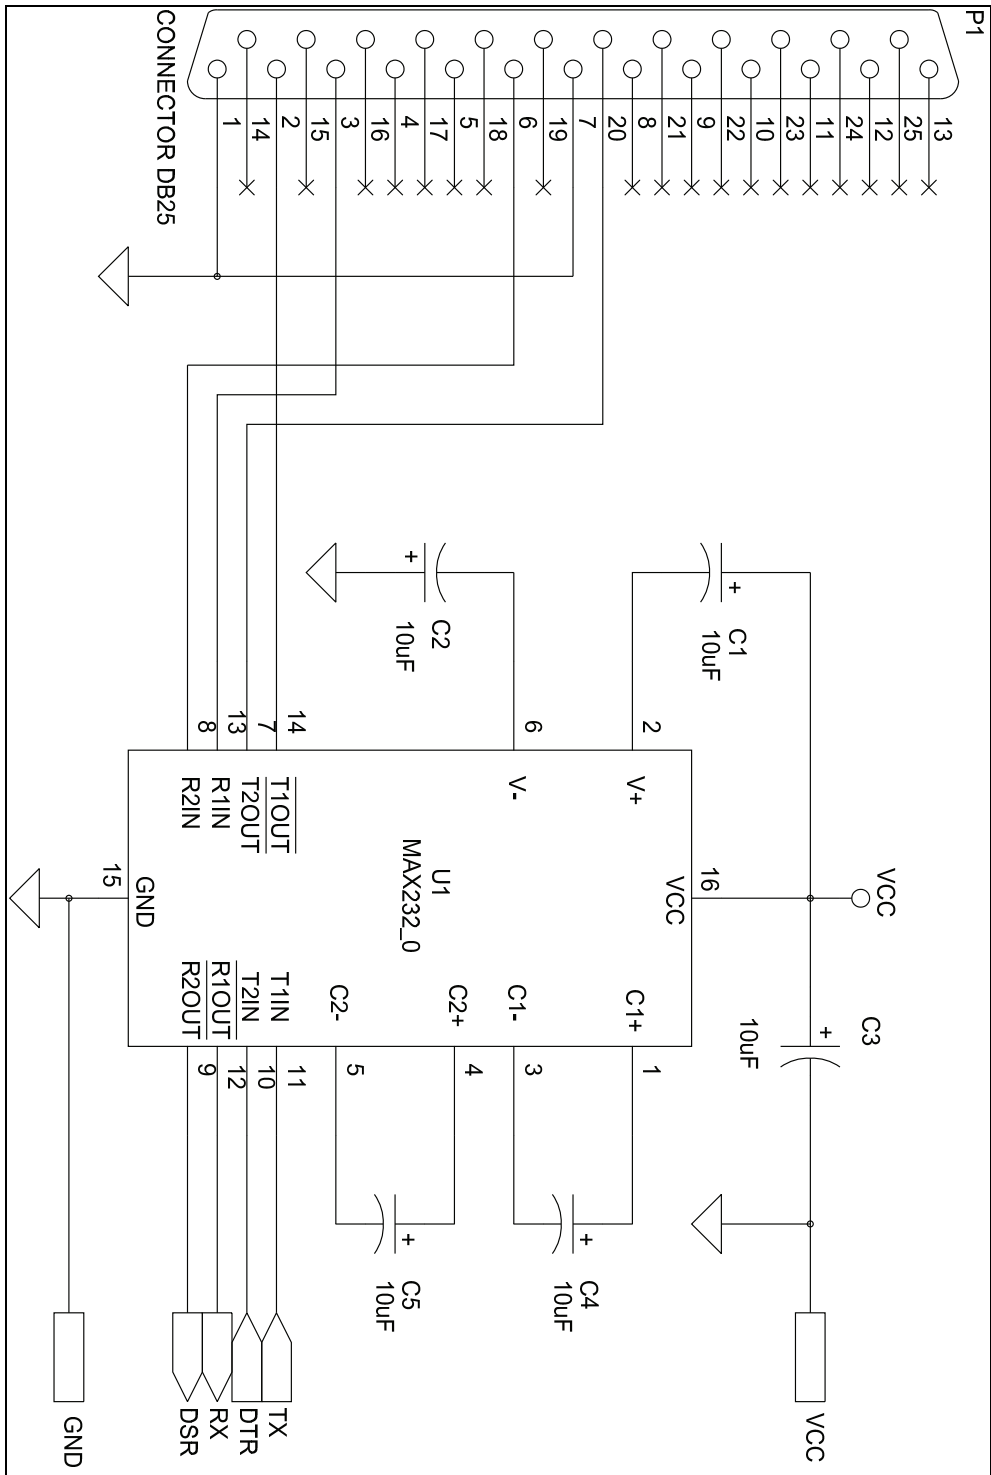 P1
13
25
12
24
11
23
10
22
9
21
8
20
7
19
6
18
5
17
4
16
3
15
2
14
1
CONNECTOR DB25
+
C1
10uF
+
C2
10uF
VCC
+
C3
10uF
VCC
2
V+
6
V-
16
VCC
U1
MAX232_0
14
T1OUT
7
T2OUT
13
R1IN
8
R2IN
15
GND
C1+
1
C1-
3
C2+
4
C2-
5
T1IN
11
T2IN
10
R1OUT
12
R2OUT
9
+
C4
10uF
+
C5
10uF
TX
DTR
RX
DSR
GND